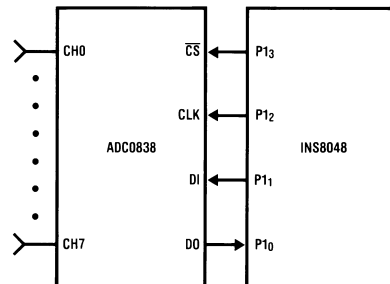 CH0 CS P13
CLK P12
ADC0838 INS8048
DI P11
CH7 DO P10